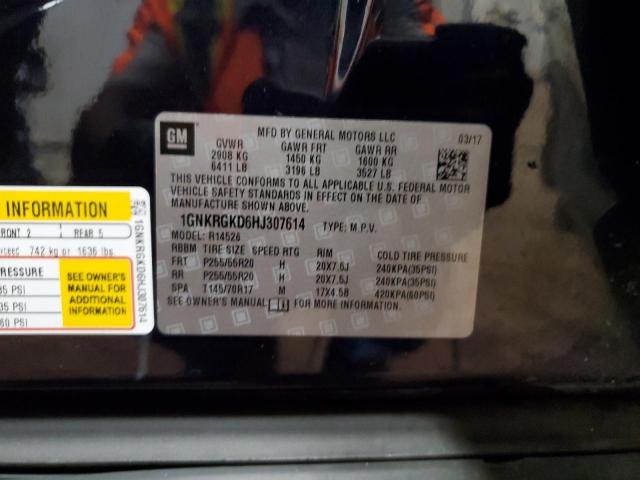 GM
MFD BY GENERAL MOTORS LLC
03/17
GVWR GAWR FRT GAWR RR
2908 KG 1450 KG 1600 KG
6411 LB 3196 LB 3527 LB
THIS VEHICLE CONFORMS TO ALL APPLICABLE U.S. FEDERAL MOTOR
VEHICLE SAFETY STANDARDS IN EFFECT ON THE DATE OF
MANUFACTURE SHOWN ABOVE.
1GNKRGKD6HJ307614 TYPE: M.P.V.
MODEL: R14526
RBBM TIRE SIZE SPEED RTG RIM COLD TIRE PRESSURE
FRT P255/55R20 H 20X7.5J 240KPA(35PSI)
RR P255/55R20 H 20X7.5J 240KPA(35PSI)
SPA T145/70R17 M 17X4.5B 420KPA(60PSI)
SEE OWNER'S MANUAL FOR MORE INFORMATION.
INFORMATION
FRONT 2 REAR 5
742 kg or 1636 lbs.
PRESSURE
35 PSI
35 PSI
60 PSI
SEE OWNER'S
MANUAL FOR
ADDITIONAL
INFORMATION
1GNKRGKD6HJ307614